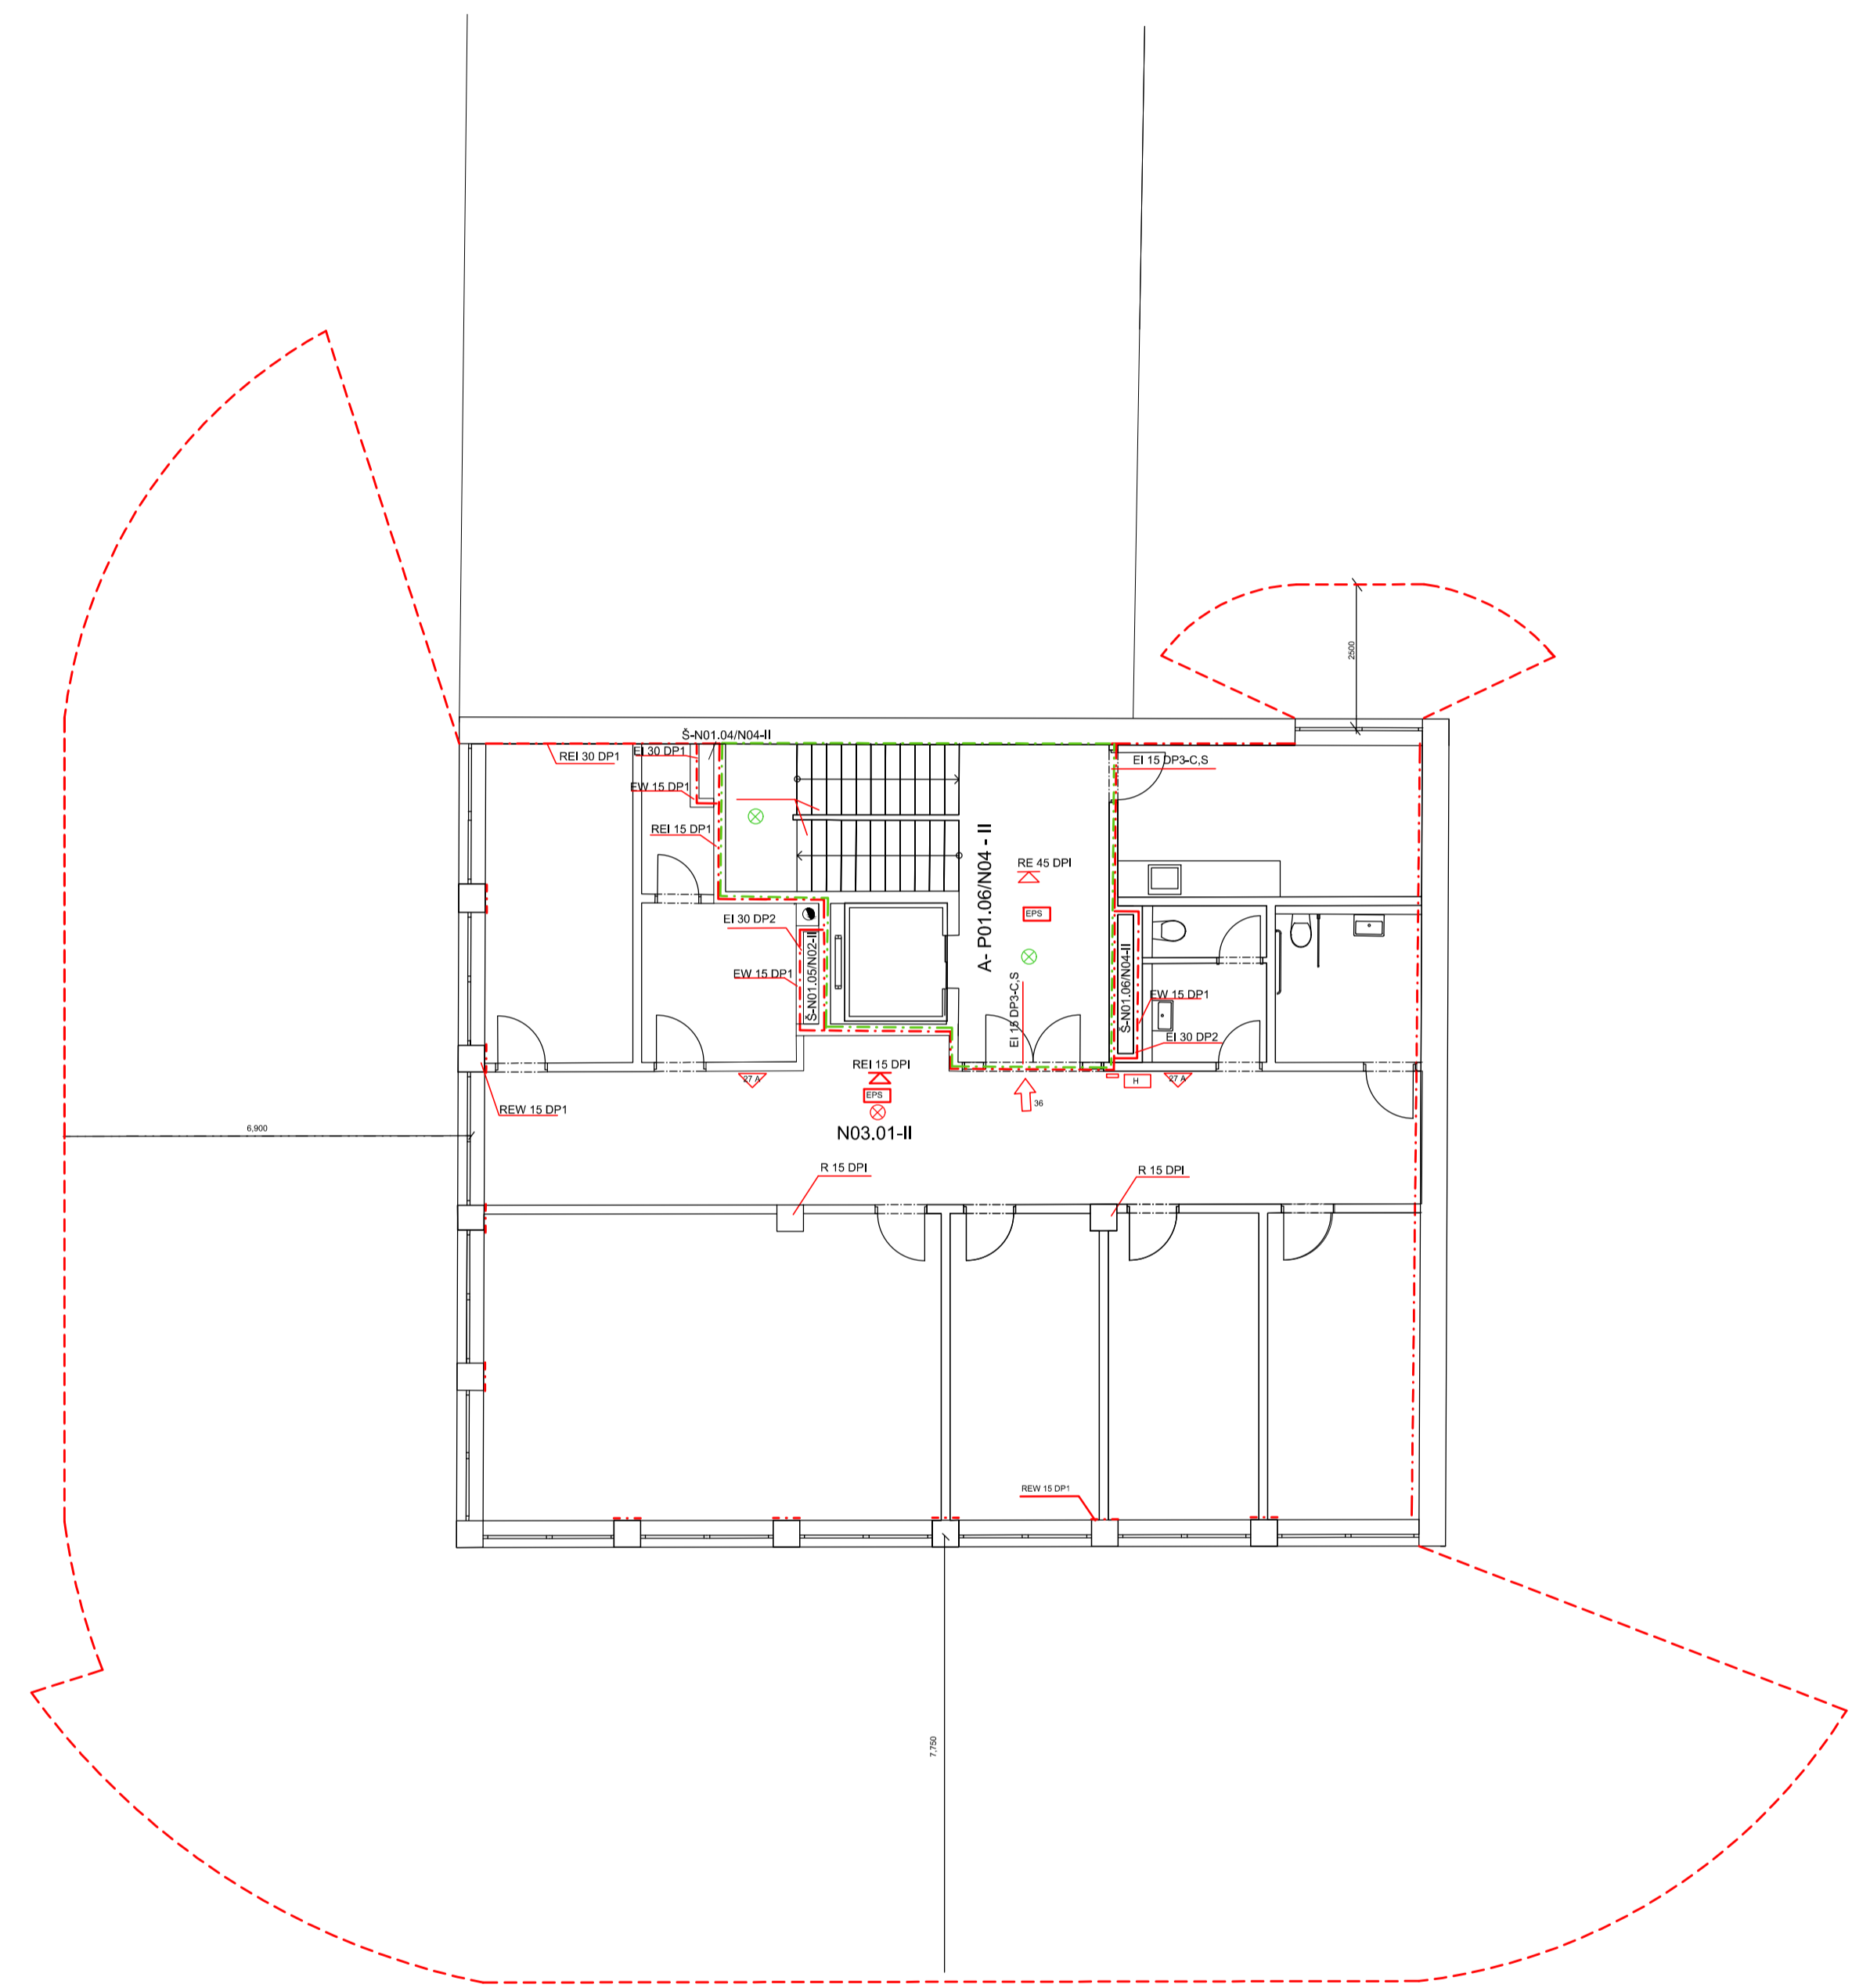 2500
Š-N01.04/N04-II
REI 30 DP1
EI 30 DP1
EI 15 DP3-C,S
EW 15 DP1
REI 15 DP1
A- P01.06/N04 - II
RE 45 DPI
EPS
EI 30 DP2
Š-N01.05/N02-II
EW 15 DP1
EI 15 DP3-C,S
Š-N01.06/N04-II
EW 15 DP1
EI 30 DP2
REI 15 DPI
27 A
EPS
H
27 A
36
REW 15 DP1
6,900
N03.01-II
R 15 DPI
R 15 DPI
REW 15 DP1
7,750